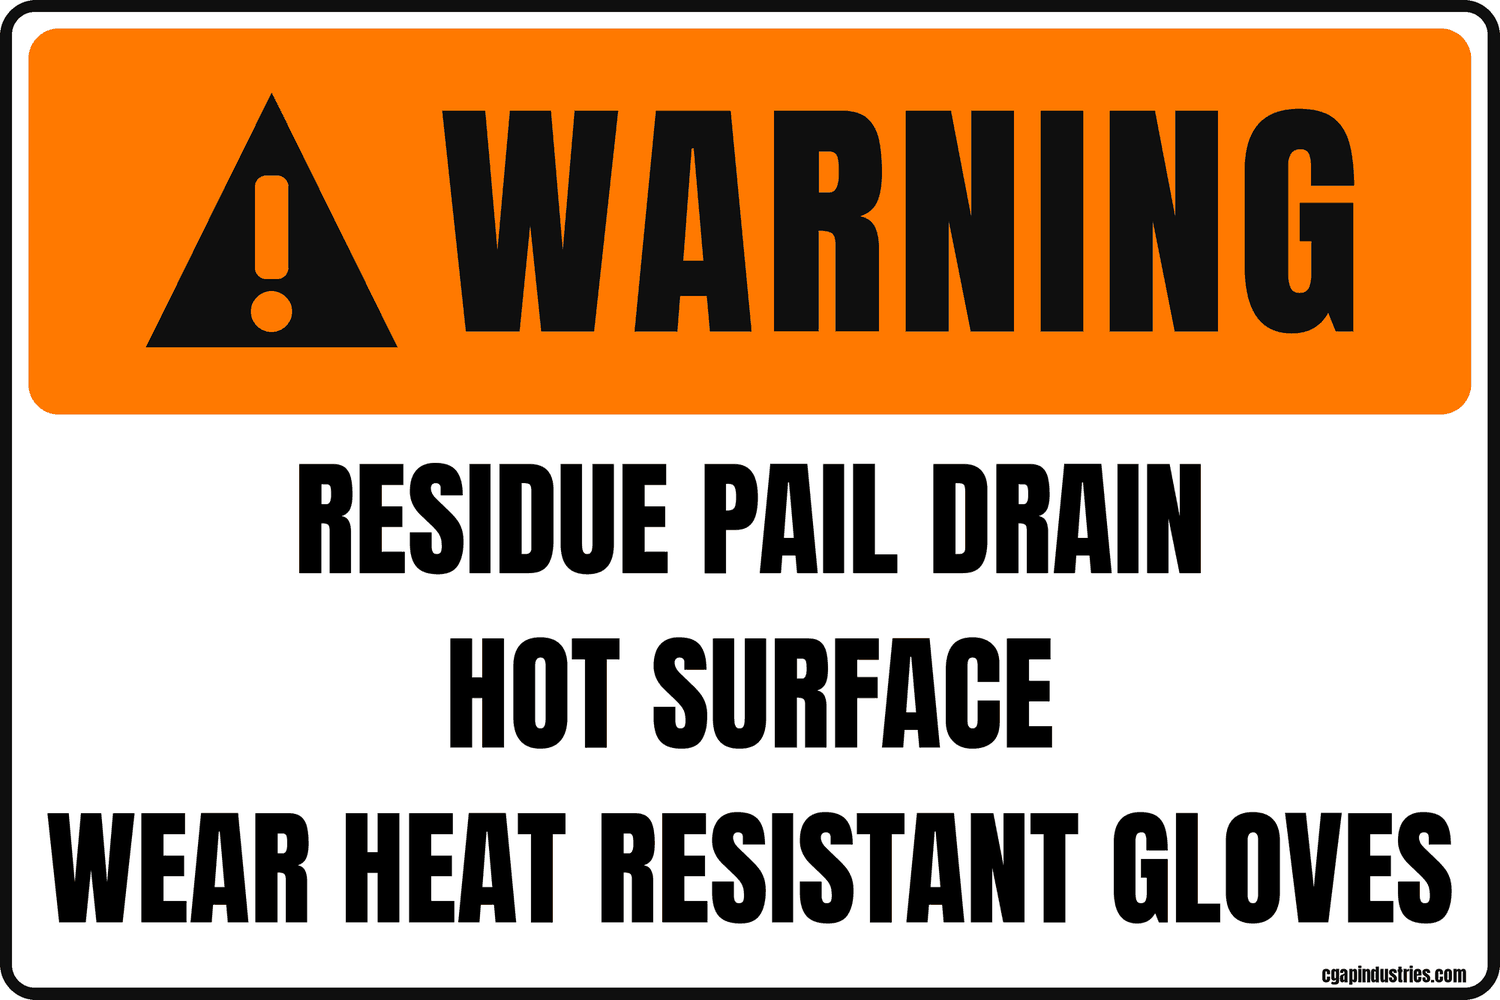 WARNING
RESIDUE PAIL DRAIN
HOT SURFACE
WEAR HEAT RESISTANT GLOVES
cgapindustries.com